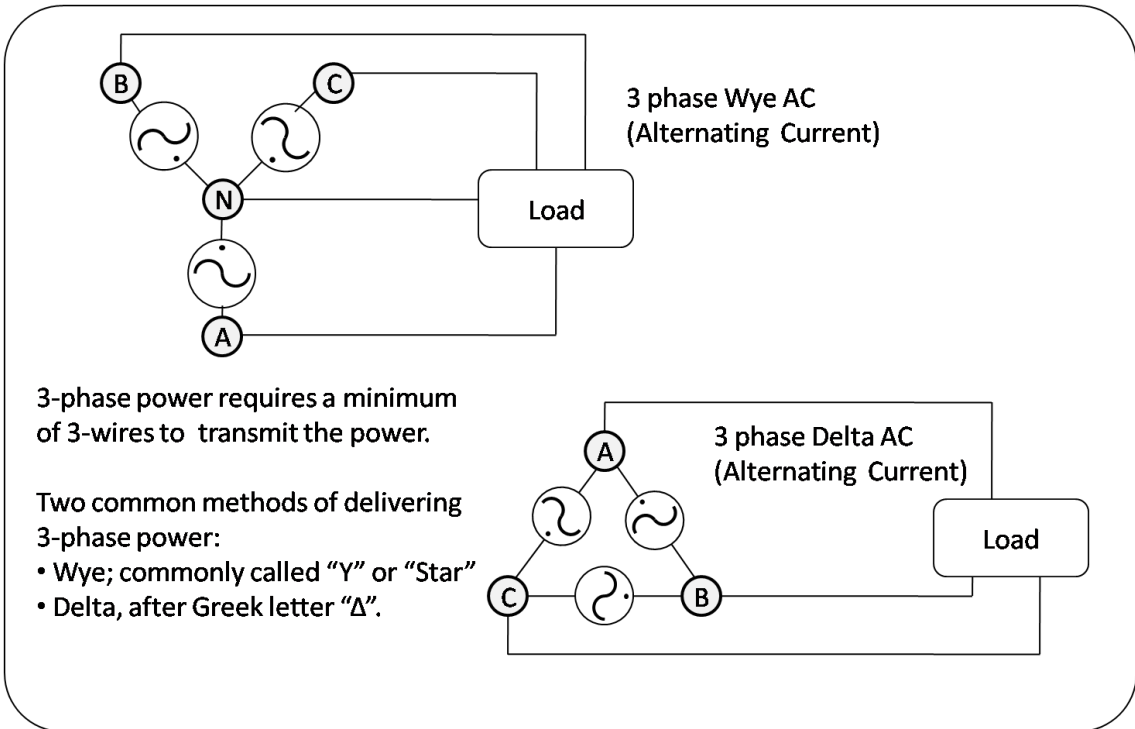 B
C
3 phase Wye AC
(Alternating Current)
N
Load
A
3-phase power requires a minimum
of 3-wires to transmit the power.
Two common methods of delivering
3-phase power:
• Wye; commonly called “Y” or “Star”
• Delta, after Greek letter “Δ”.
A
3 phase Delta AC
(Alternating Current)
Load
C
B